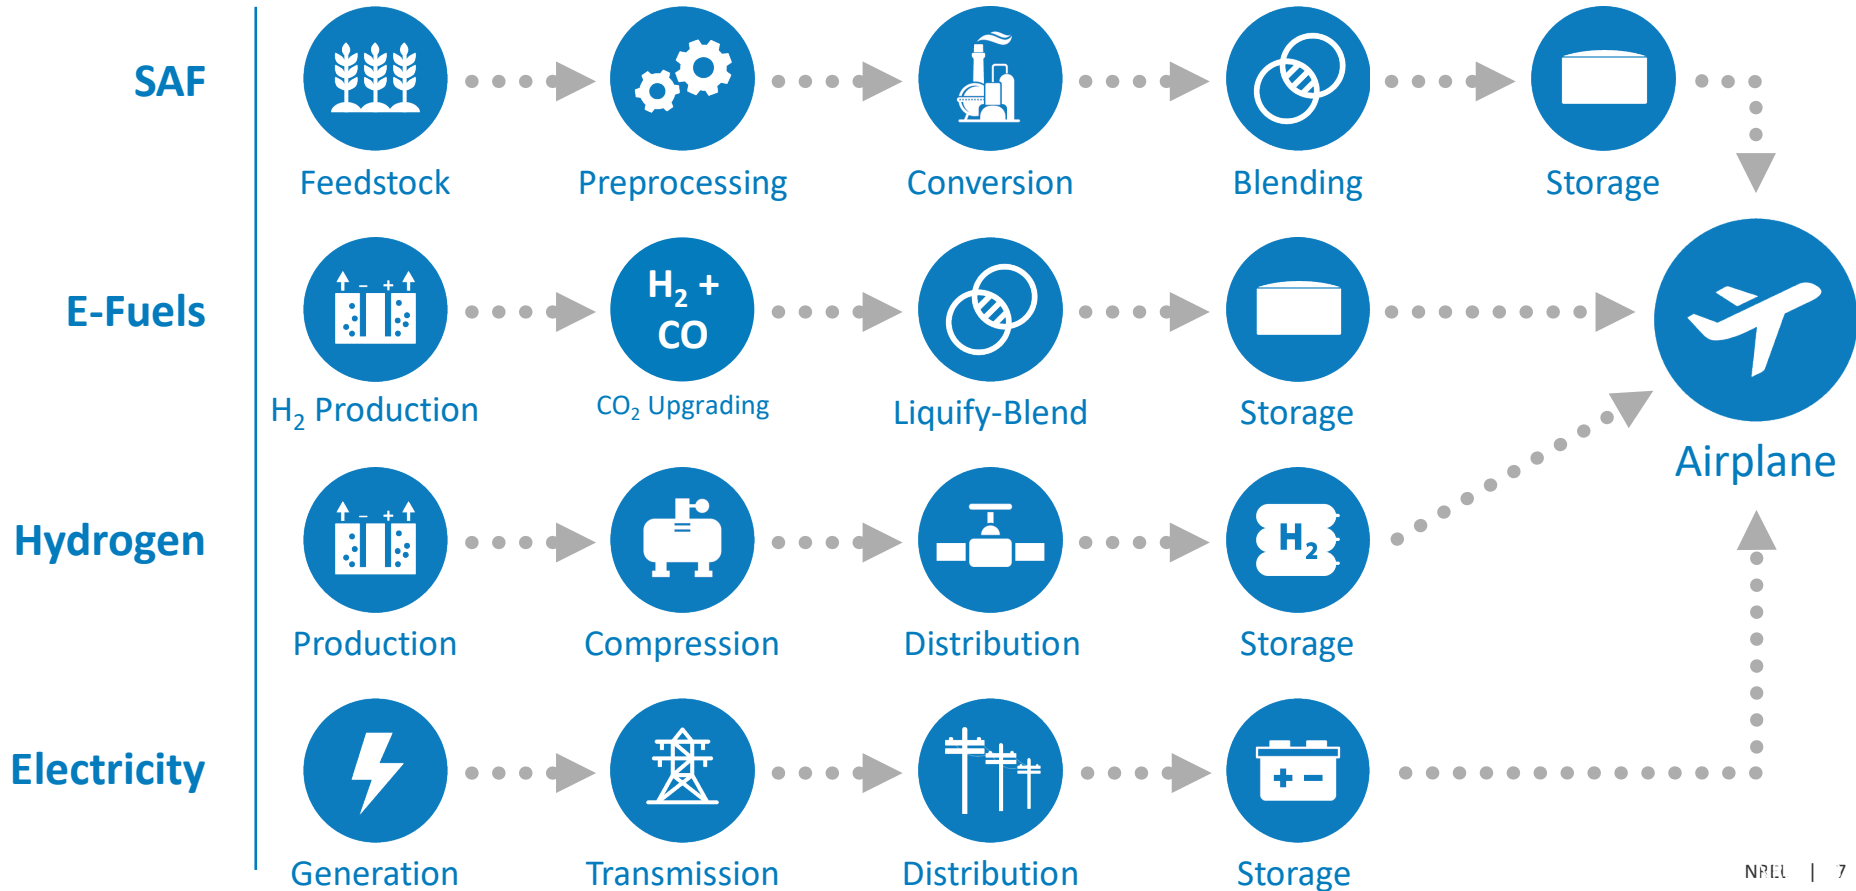 SAF
Feedstock
Preprocessing
Conversion
Blending
Storage
E-Fuels
- +
H₂ +
CO
H₂ Production
CO₂ Upgrading
Liquify-Blend
Storage
Airplane
Hydrogen
- +
H₂
Production
Compression
Distribution
Storage
Electricity
+ -
Generation
Transmission
Distribution
Storage
NREL | 7